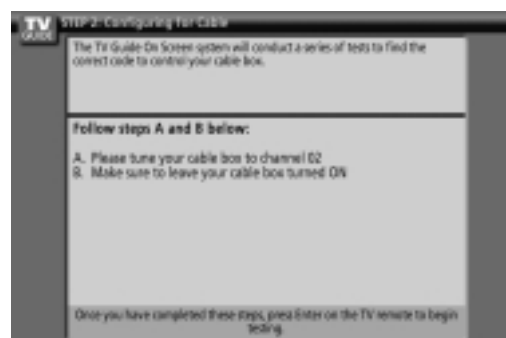 TV
GUIDE
STEP 2: Configuring for Cable
The TV Guide On Screen system will conduct a series of tests to find the
correct code to control your cable box.
Follow steps A and B below:
A. Please tune your cable box to channel 02
B. Make sure to leave your cable box turned ON
Once you have completed these steps, press Enter on the TV remote to begin
testing.